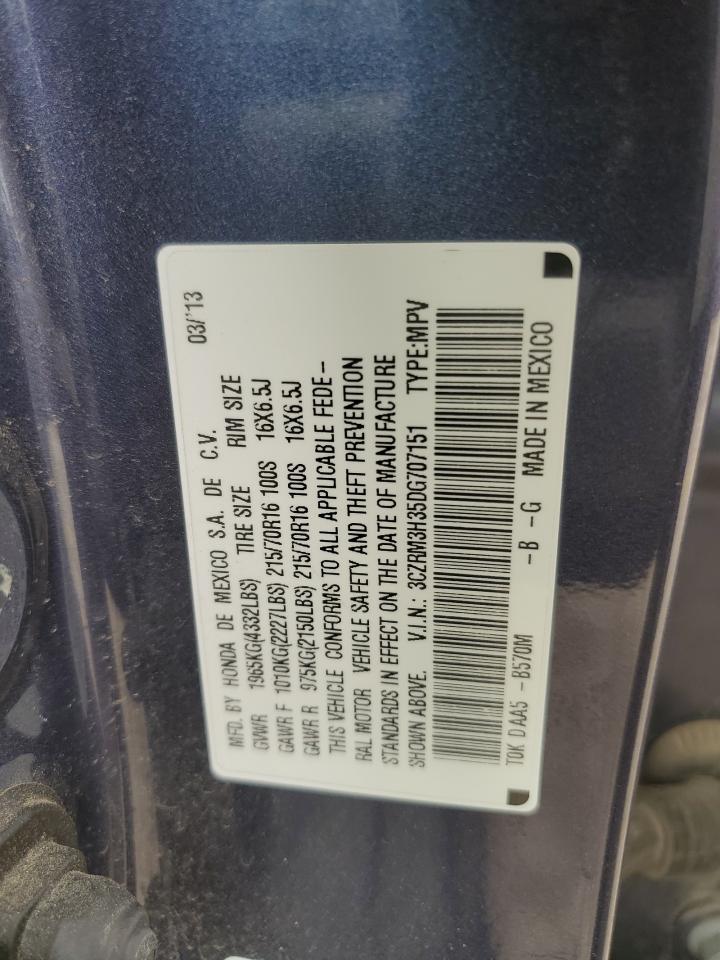 MFD. BY HONDA DE MEXICO S.A. DE C.V. 03/13
GVWR 1965KG(4332LBS) TIRE SIZE RIM SIZE
GAWR F 1010KG(2227LBS) 215/70R16 100S 16X6.5J
GAWR R 975KG(2150LBS) 215/70R16 100S 16X6.5J
THIS VEHICLE CONFORMS TO ALL APPLICABLE FEDE-
RAL MOTOR VEHICLE SAFETY AND THEFT PREVENTION
STANDARDS IN EFFECT ON THE DATE OF MANUFACTURE
SHOWN ABOVE. V.I.N.: 3CZRM3H35DG707151 TYPE:MPV
T0K DAA5 -B570M -B -G MADE IN MEXICO